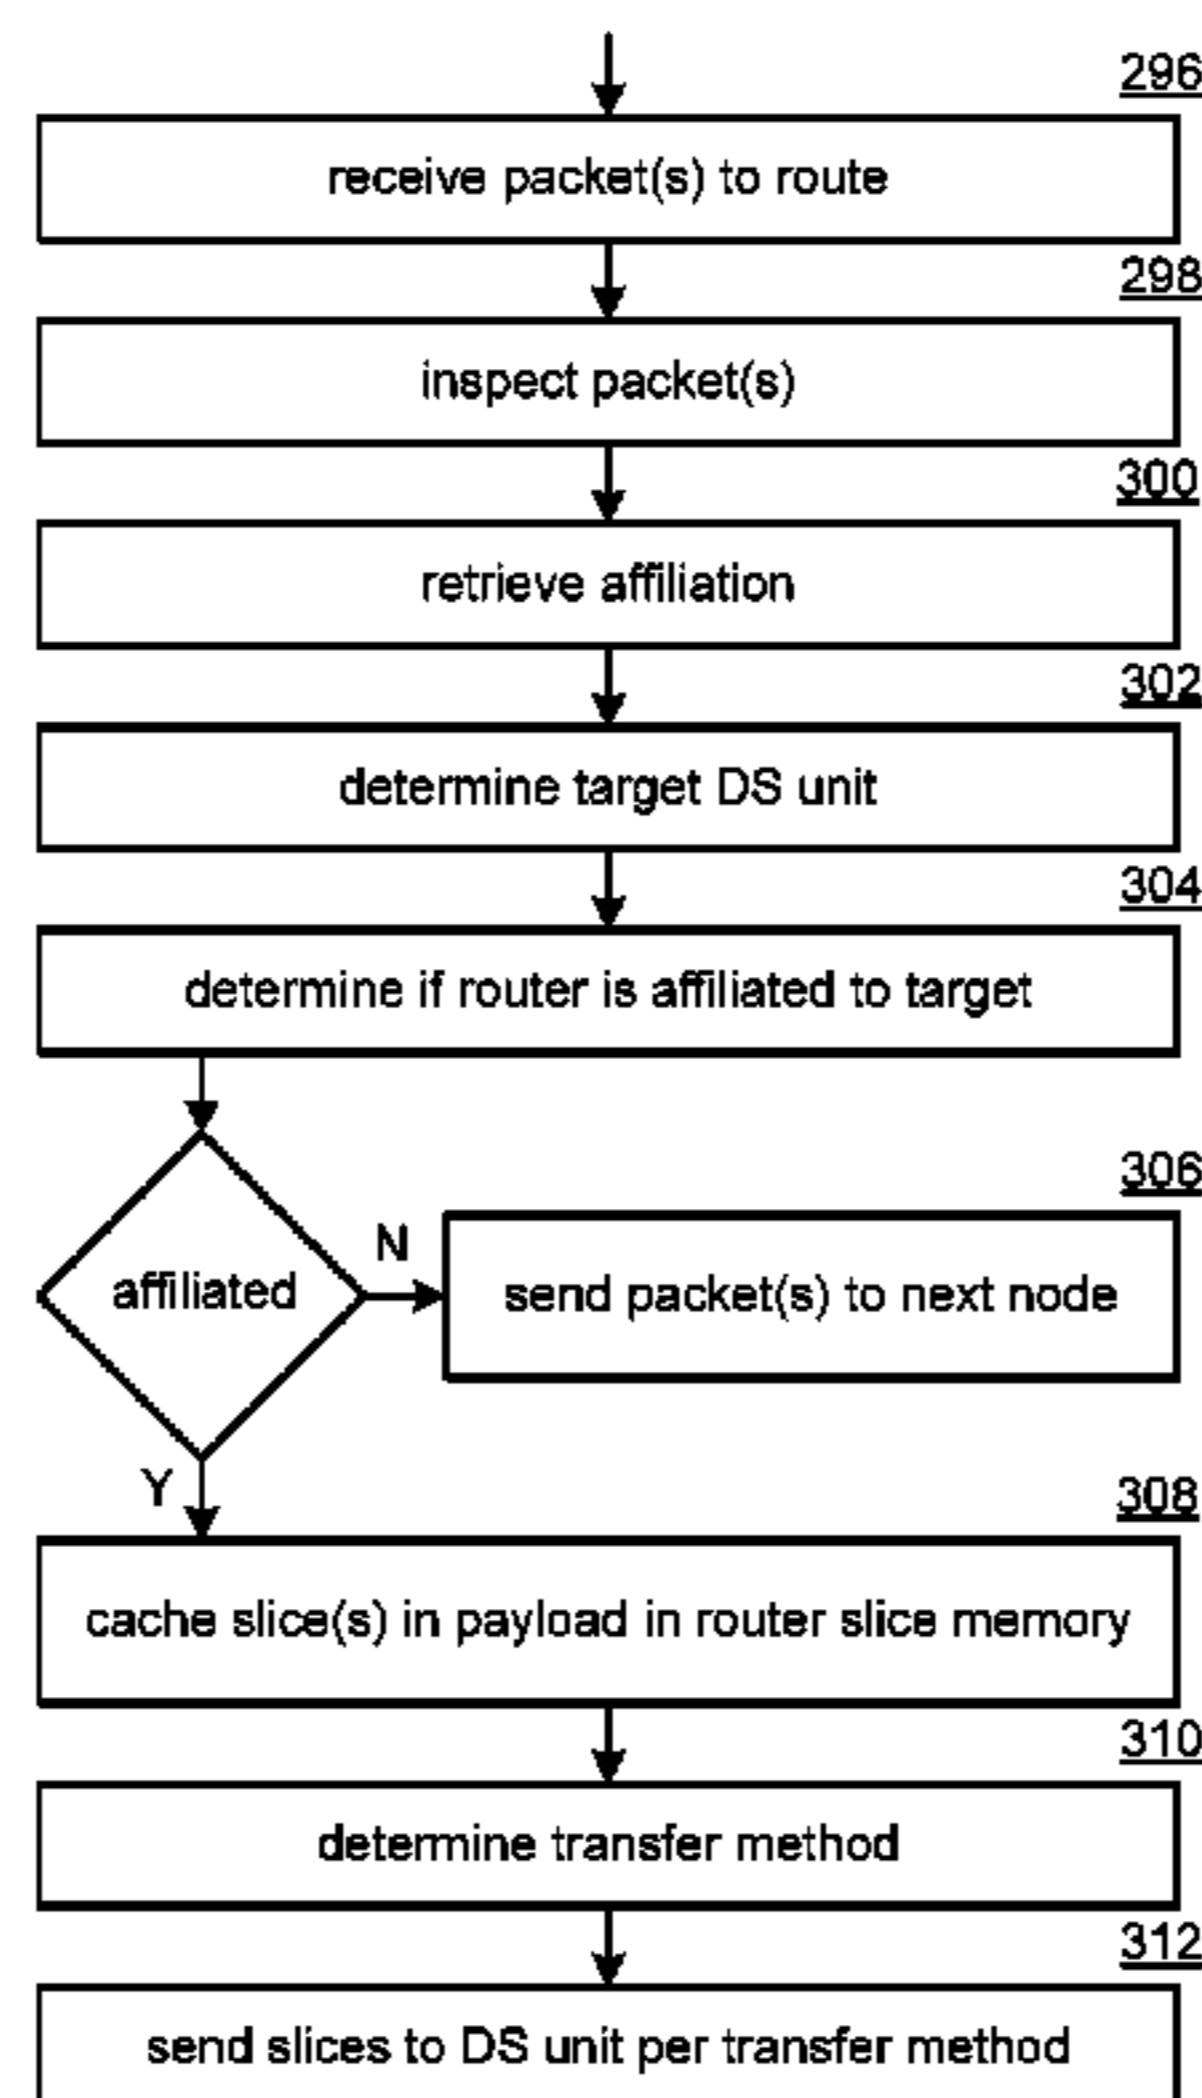 296
receive packet(s) to route
298
inspect packet(s)
300
retrieve affiliation
302
determine target DS unit
304
determine if router is affiliated to target
306
N
affiliated
send packet(s) to next node
Y
308
cache slice(s) in payload in router slice memory
310
determine transfer method
312
send slices to DS unit per transfer method